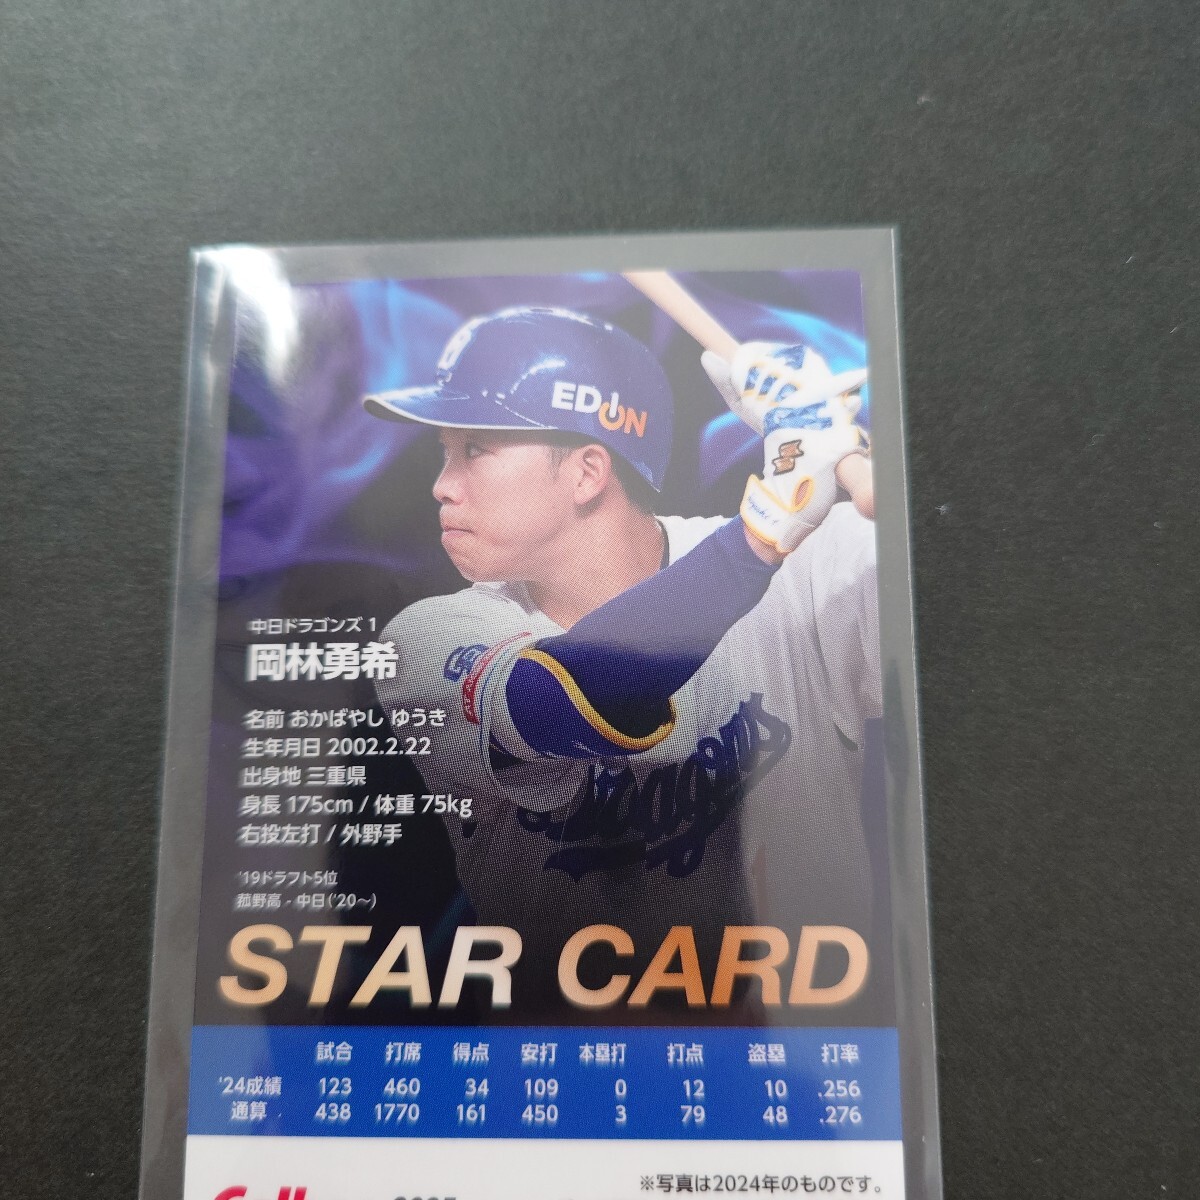 EDION
中日ドラゴンズ 1
岡林勇希
名前 おかばやし ゆうき
生年月日 2002.2.22
出身地 三重県
身長 175cm / 体重 75kg
右投左打 / 外野手
'19ドラフト5位
菰野高 - 中日('20〜)
Dragons
STAR CARD
試合 打席 得点 安打 本塁打 打点 盗塁 打率
'24成績 123 460 34 109 0 12 10 .256
通算 438 1770 161 450 3 79 48 .276
※写真は2024年のものです。